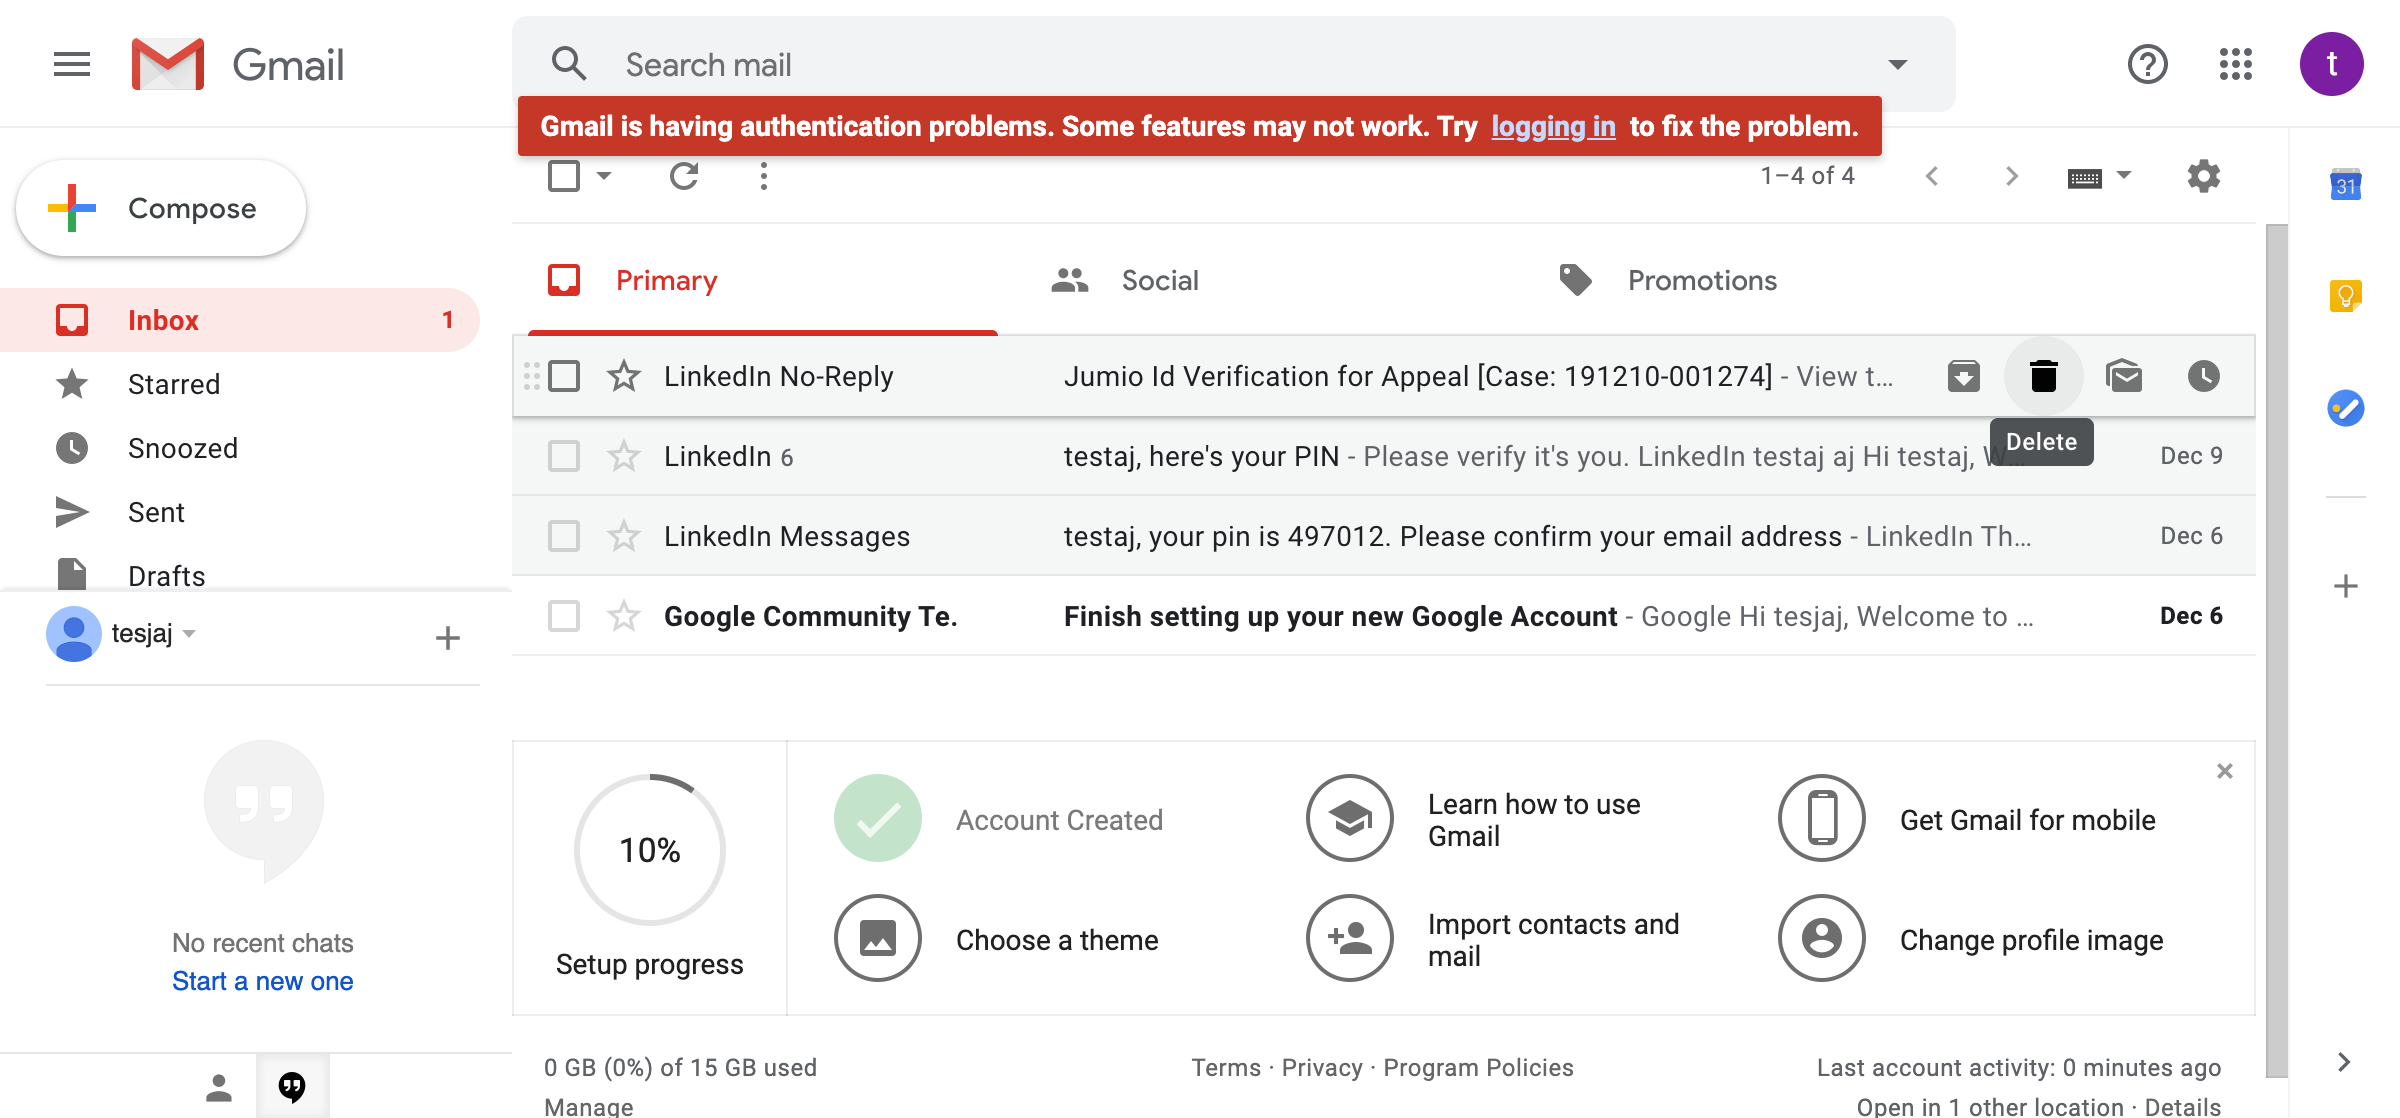 Gmail
Search mail
t
Gmail is having authentication problems. Some features may not work. Try logging in to fix the problem.
Compose
1–4 of 4
31
Primary
Social
Promotions
Inbox 1
Starred
Snoozed
Sent
Drafts
LinkedIn No-Reply Jumio Id Verification for Appeal [Case: 191210-001274] - View t...
Delete
LinkedIn 6 testaj, here's your PIN - Please verify it's you. LinkedIn testaj aj Hi testaj, W... Dec 9
LinkedIn Messages testaj, your pin is 497012. Please confirm your email address - LinkedIn Th... Dec 6
Google Community Te. Finish setting up your new Google Account - Google Hi tesjaj, Welcome to ... Dec 6
tesjaj
No recent chats
Start a new one
10%
Setup progress
Account Created
Learn how to use
Gmail
Get Gmail for mobile
Choose a theme
Import contacts and
mail
Change profile image
0 GB (0%) of 15 GB used
Manage
Terms · Privacy · Program Policies
Last account activity: 0 minutes ago
Open in 1 other location · Details